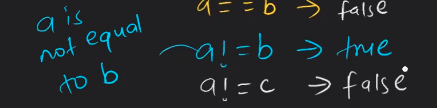 a is
not equal
to b
a == b → false
a! = b → true
a! = c → false